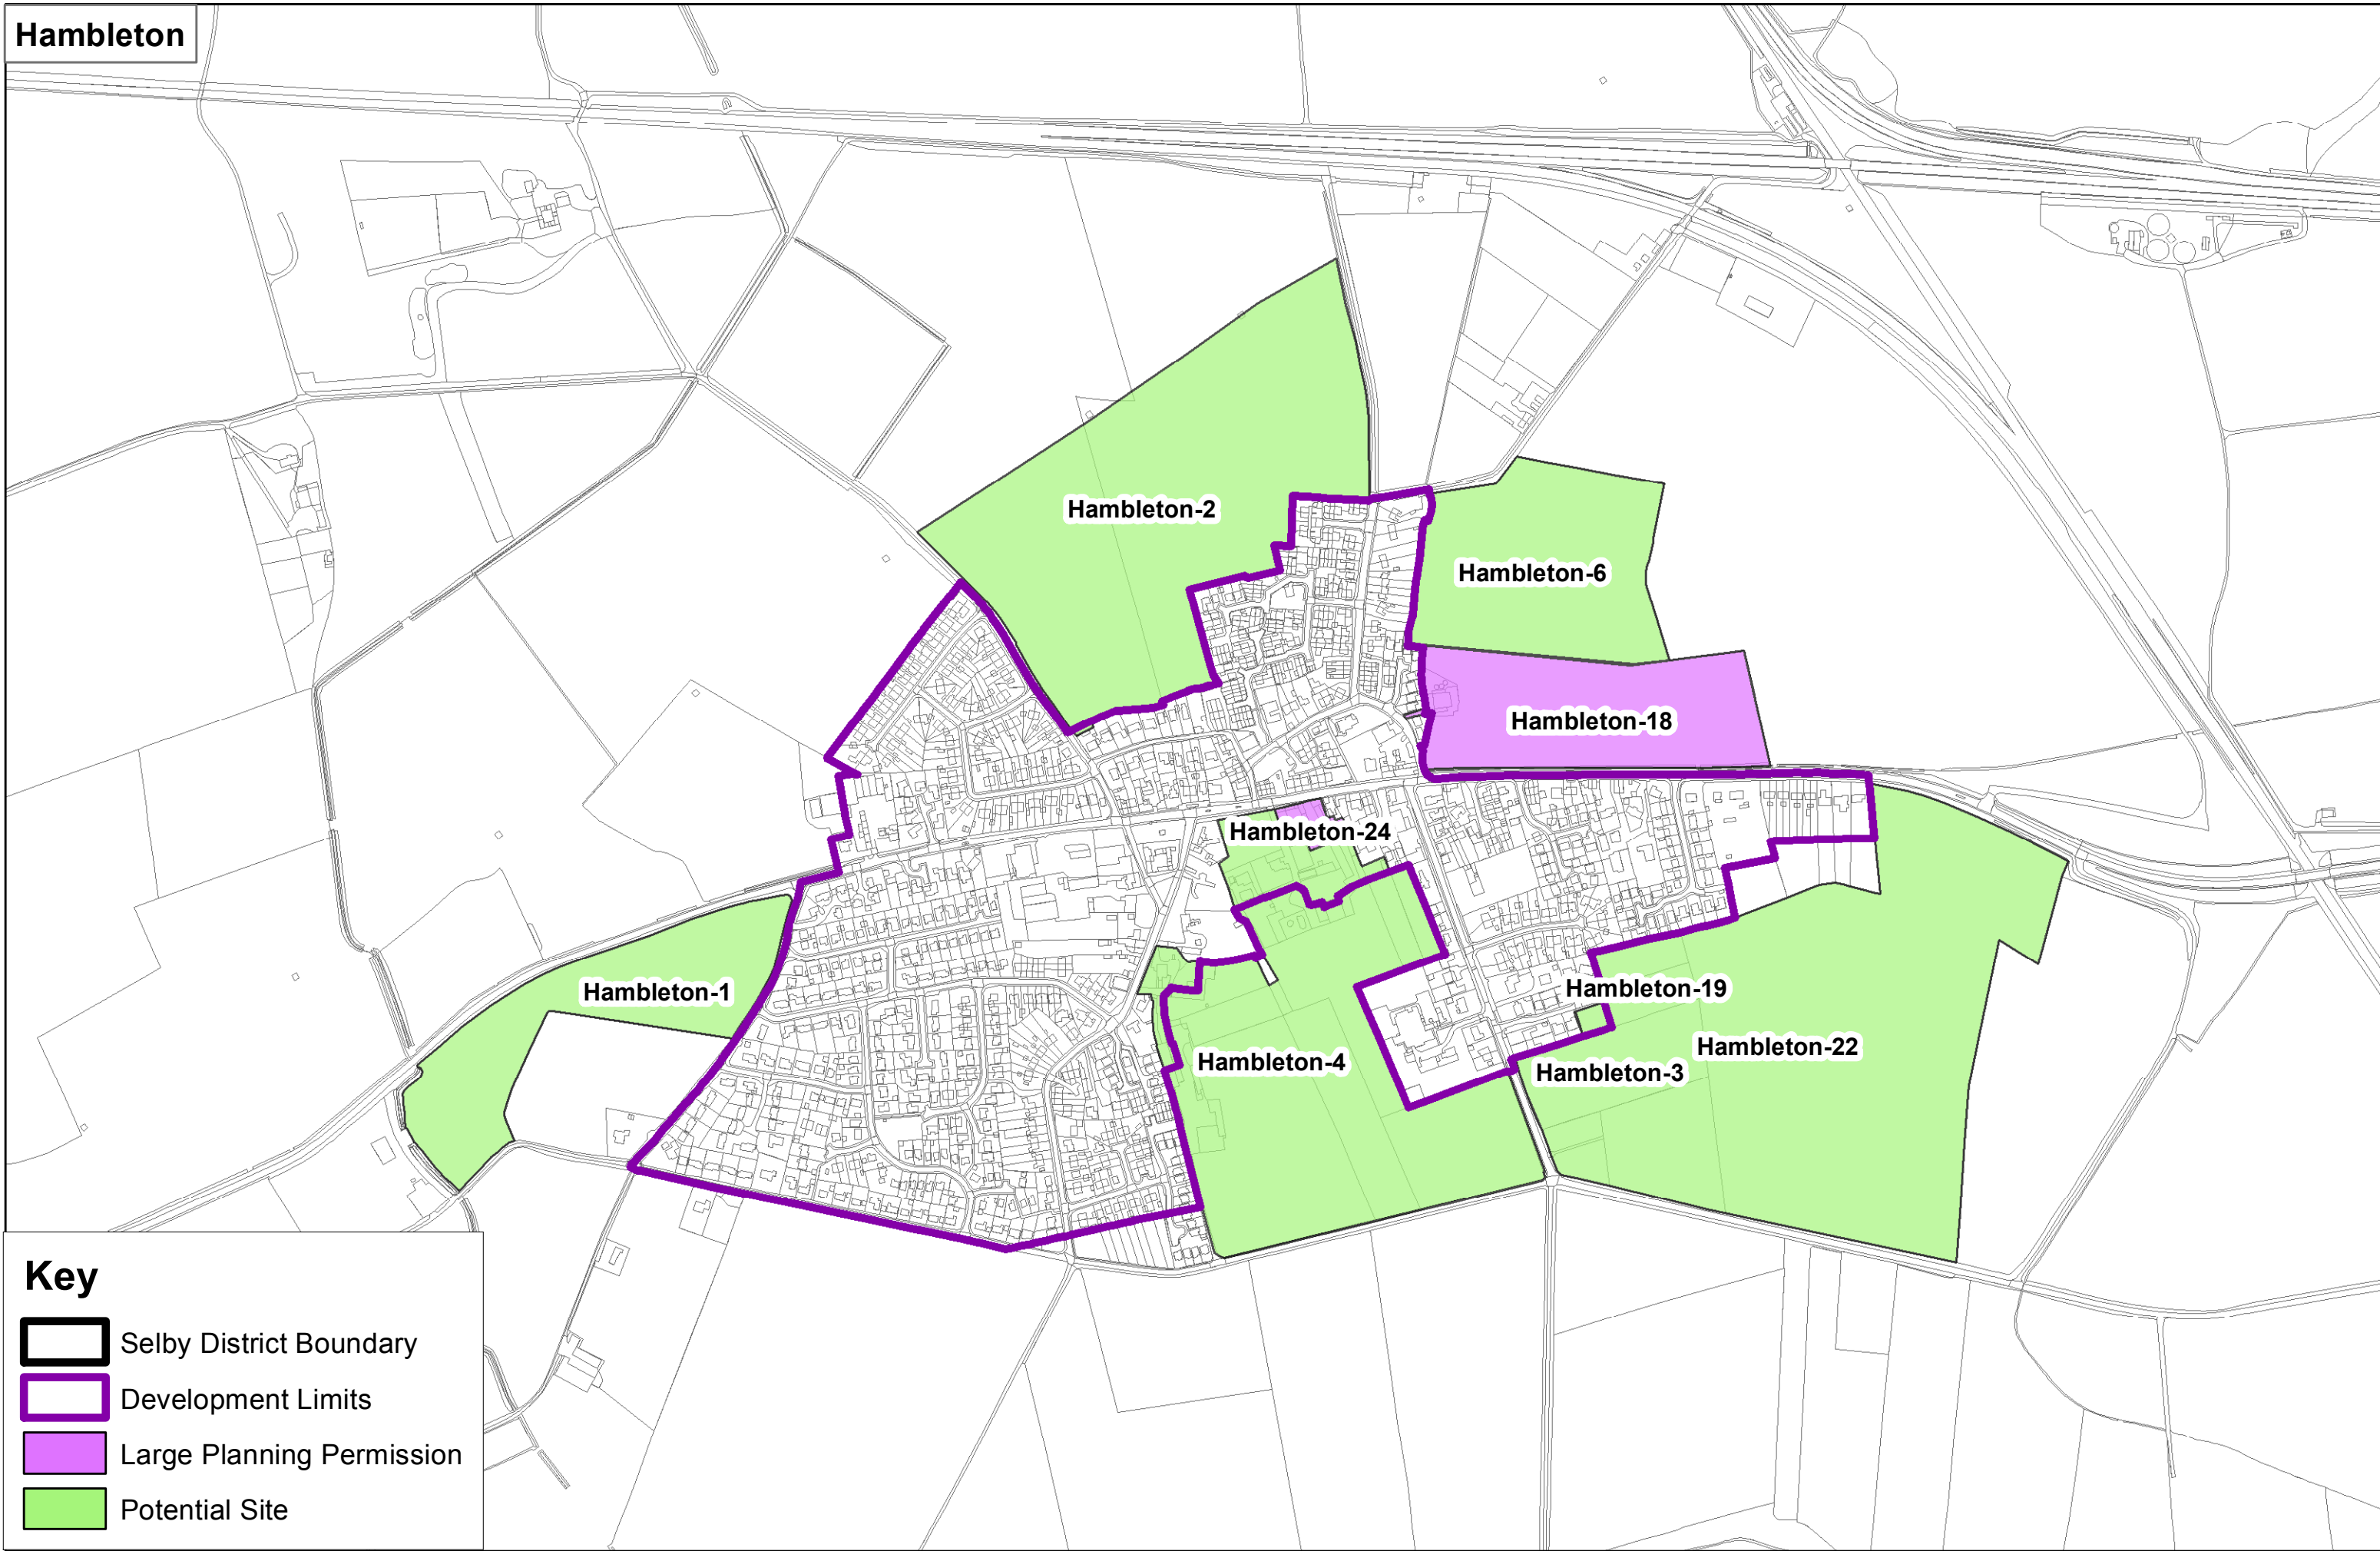 Hambleton
Hambleton-2
Hambleton-6
Hambleton-18
Hambleton-24
Hambleton-1
Hambleton-19
Hambleton-22
Hambleton-4
Hambleton-3
Key
Selby District Boundary
Development Limits
Large Planning Permission
Potential Site